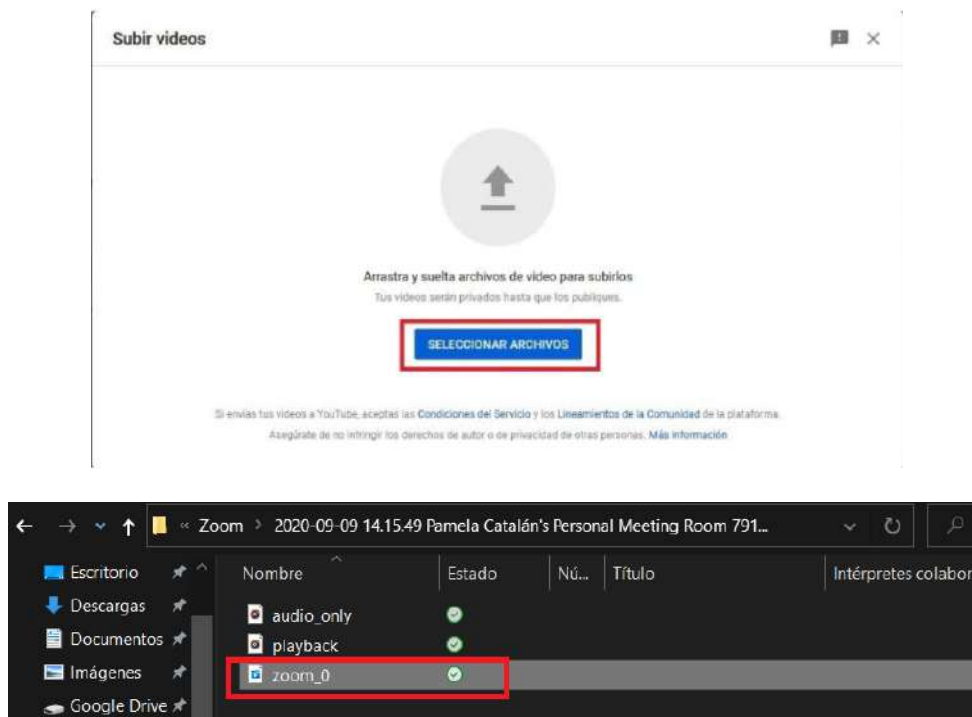 Subir videos
Arrastra y suelta archivos de video para subirlos
Tus videos serán privados hasta que los publiques.
SELECCIONAR ARCHIVOS
Si envías tus videos a YouTube, aceptas las Condiciones del Servicio y los Lineamientos de la Comunidad de la plataforma.
Asegúrate de no infringir los derechos de autor o de privacidad de otras personas. Más información
« Zoom > 2020-09-09 14.15.49 Pamela Catalán's Personal Meeting Room 791...
Escritorio Nombre Estado Nú... Título Intérpretes colabor
Descargas audio_only
Documentos playback
Imágenes zoom_0
Google Drive